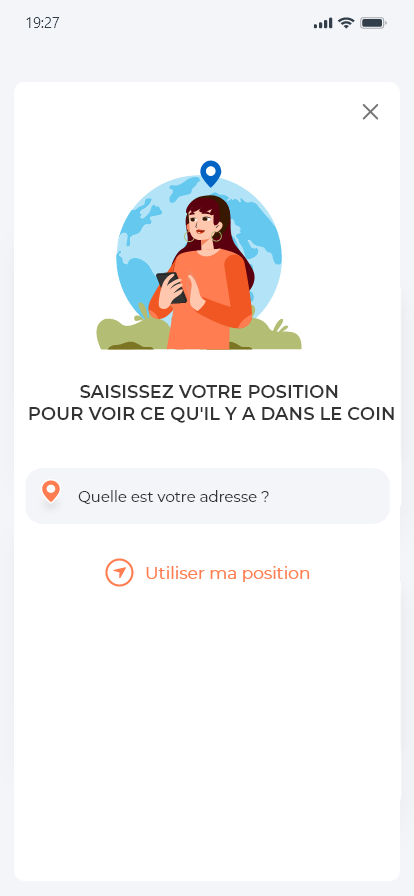 19:27
SAISISSEZ VOTRE POSITION
POUR VOIR CE QU'IL Y A DANS LE COIN
Quelle est votre adresse ?
Utiliser ma position